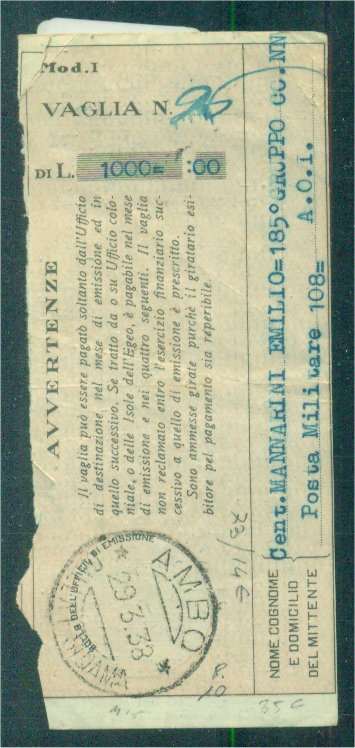 Mod. I
VAGLIA N. 26
DI L. 1000= :00
AVVERTENZE
Il vaglia può essere pagato soltanto dall'Ufficio
di destinazione nel mese di emissione ed in
quello successivo. Se tratto da o su Ufficio colo-
niale, o delle Isole dell'Egeo, è pagabile nel mese
di emissione e nei quattro seguenti. Il vaglia
non reclamato entro l'esercizio finanziario suc-
cessivo a quello di emissione è prescritto.
Sono ammesse girate purchè il giratario esi-
bitore pel pagamento sia reperibile.
BOLLO DELL'UFFICIO DI EMISSIONE
AMBO
29.3.38
NOME, COGNOME
E DOMICILIO
DEL MITTENTE
Cent.MANNARINI EMILIO=185°GRUPPO CC.NN
Posta Militare 108= A.O.i.
73/14 €
35 €